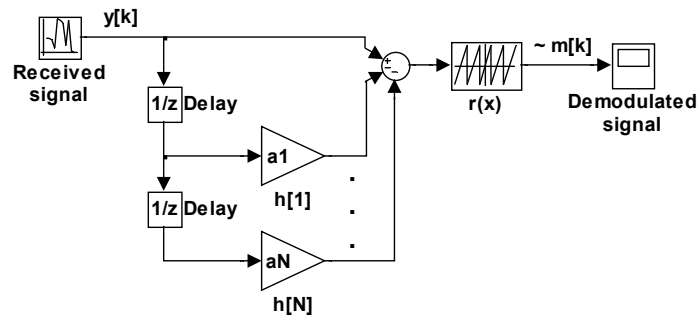 y[k]
Received
signal
1/z Delay
a1
h[1]
1/z Delay
aN
h[N]
+
-
-
r(x)
~ m[k]
Demodulated
signal